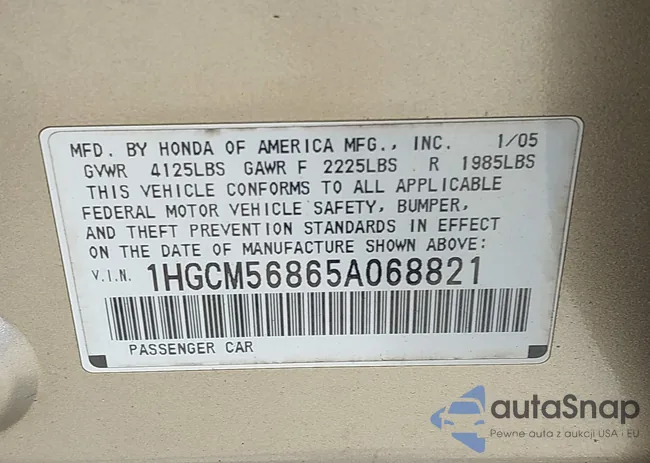 MFD. BY HONDA OF AMERICA MFG., INC. 1/05
GVWR 4125LBS GAWR F 2225LBS R 1985LBS
THIS VEHICLE CONFORMS TO ALL APPLICABLE
FEDERAL MOTOR VEHICLE SAFETY, BUMPER,
AND THEFT PREVENTION STANDARDS IN EFFECT
ON THE DATE OF MANUFACTURE SHOWN ABOVE:
V.I.N. 1HGCM56865A068821
PASSENGER CAR
autaSnap
Pewne auta z aukcji USA i EU